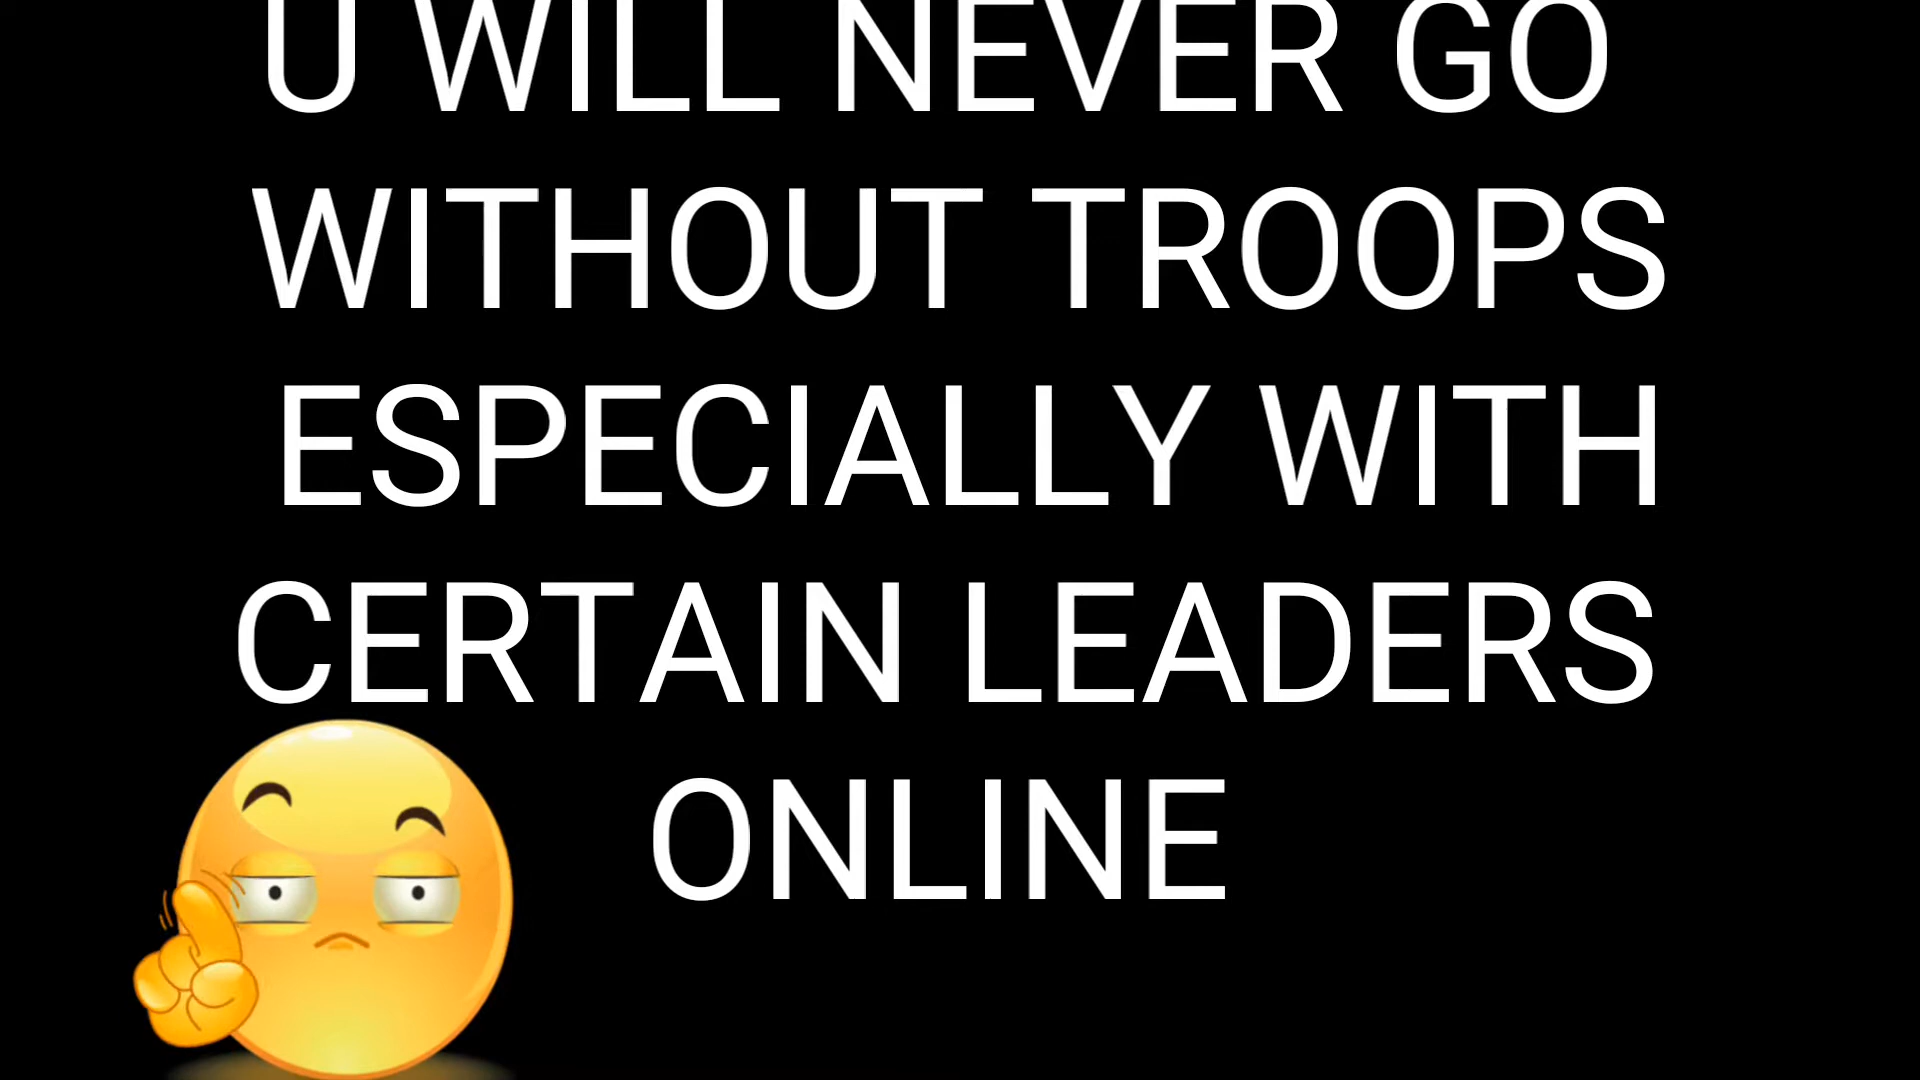 U WILL NEVER GO
WITHOUT TROOPS
ESPECIALLY WITH
CERTAIN LEADERS
ONLINE